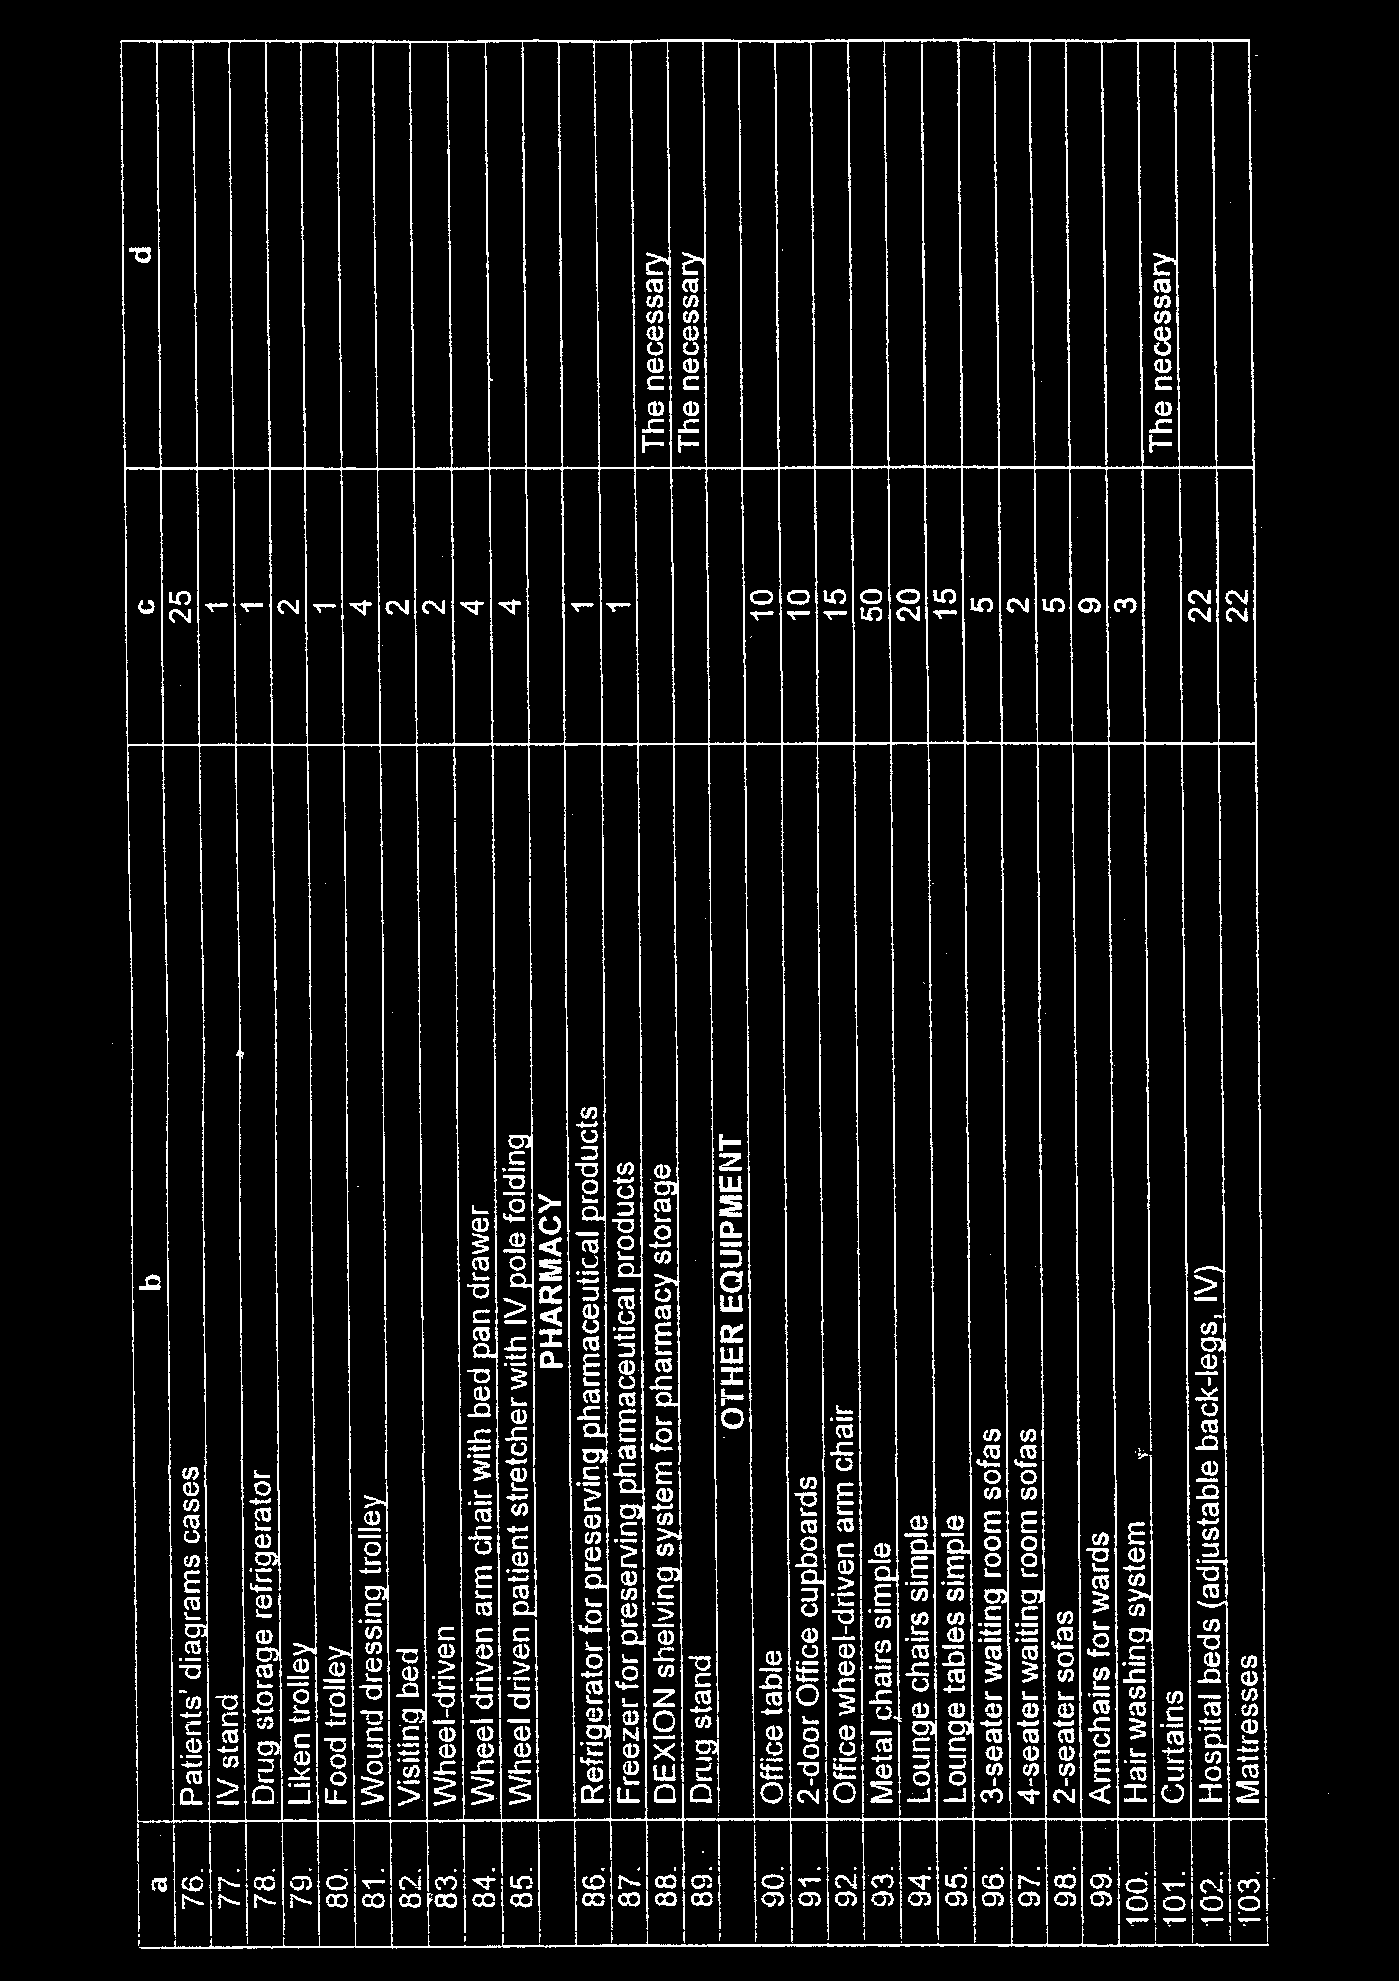 a b c d
76. Patients' diagrams cases 25
77. IV stand 1
78. Drug storage refrigerator 1
79. Liken trolley 2
80. Food trolley 1
81. Wound dressing trolley 4
82. Visiting bed 2
83. Wheel-driven 2
84. Wheel driven arm chair with bed pan drawer 4
85. Wheel driven patient stretcher with IV pole folding 4
PHARMACY
86. Refrigerator for preserving pharmaceutical products 1
87. Freezer for preserving pharmaceutical products 1
88. DEXION shelving system for pharmacy storage The necessary
89. Drug stand The necessary
OTHER EQUIPMENT
90. Office table 10
91. 2-door Office cupboards 10
92. Office wheel-driven arm chair 15
93. Metal chairs simple 50
94. Lounge chairs simple 20
95. Lounge tables simple 15
96. 3-seater waiting room sofas 5
97. 4-seater waiting room sofas 2
98. 2-seater sofas 5
99. Armchairs for wards 9
100. Hair washing system 3
101. Curtains The necessary
102. Hospital beds (adjustable back-legs, IV) 22
103. Mattresses 22